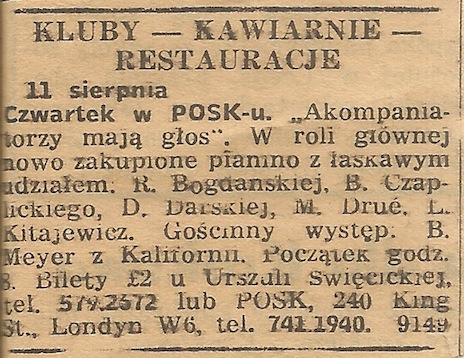 KLUBY — KAWIARNIE —
RESTAURACJE
11 sierpnia
Czwartek w POSK-u. „Akompania-
torzy mają głos". W roli głównej
nowo zakupione pianino z łaskawym
udziałem: R. Bogdańskiej, B. Czap-
lickiego, D. Darskiej, M. Drué, L.
Kitajewicz. Gościnny występ: B.
Meyer z Kalifornii. Początek godz.
8. Bilety £2 u Urszuli Święcickiej,
tel. 579.2572 lub POSK, 240 King
St., Londyn W6, tel. 741.1940. 9149